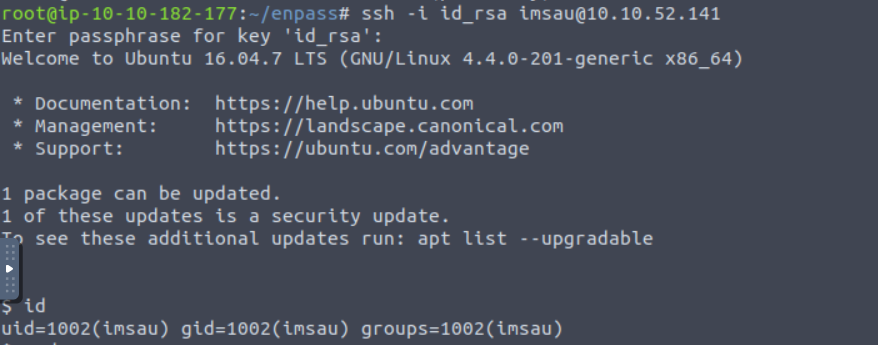 root@ip-10-10-182-177:~/enpass# ssh -i id_rsa imsau@10.10.52.141
Enter passphrase for key 'id_rsa':
Welcome to Ubuntu 16.04.7 LTS (GNU/Linux 4.4.0-201-generic x86_64)
* Documentation:  https://help.ubuntu.com
* Management:     https://landscape.canonical.com
* Support:        https://ubuntu.com/advantage
1 package can be updated.
1 of these updates is a security update.
To see these additional updates run: apt list --upgradable
$ id
uid=1002(imsau) gid=1002(imsau) groups=1002(imsau)